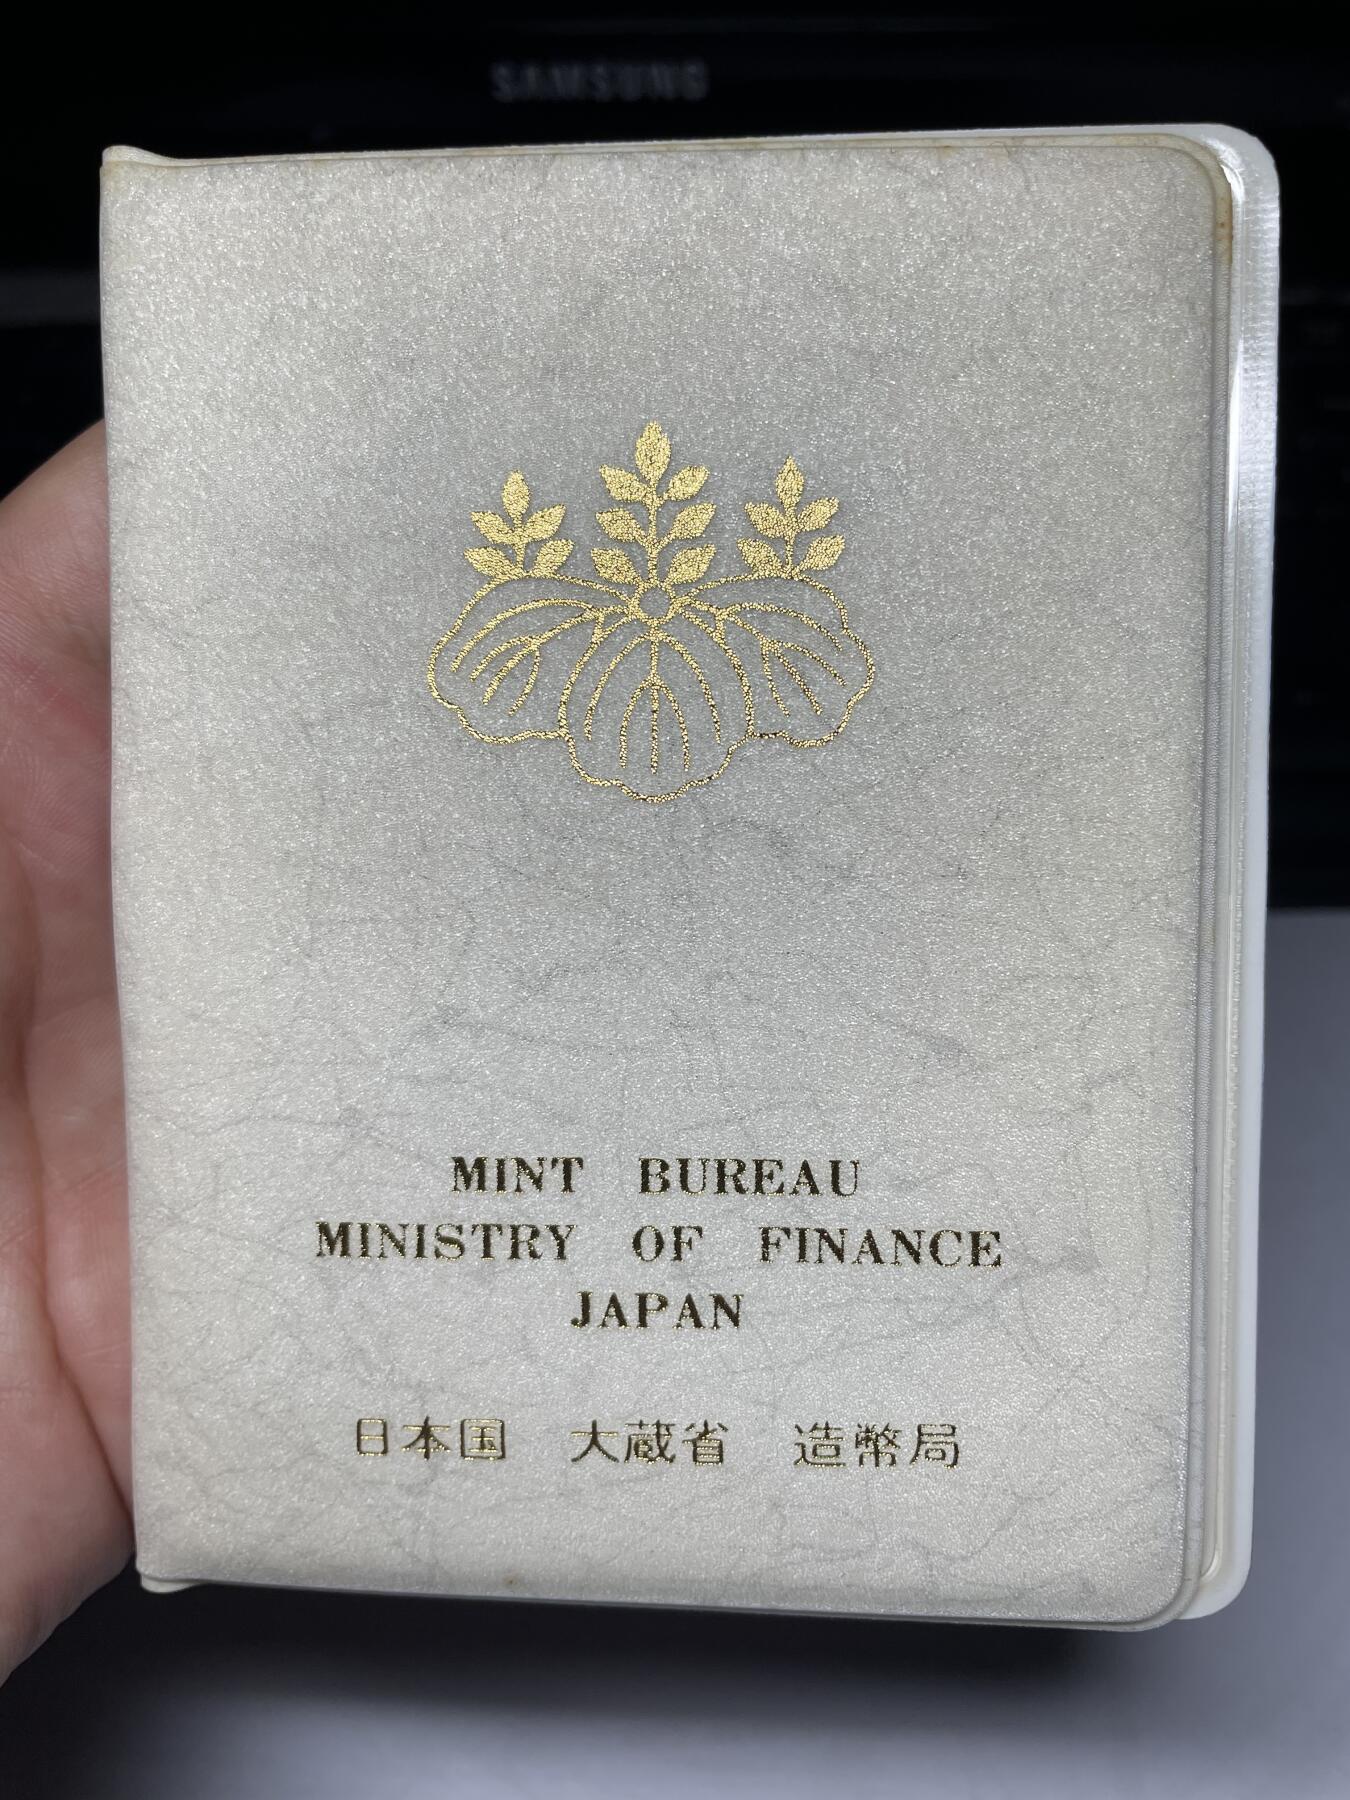 SAMSUNG
MINT BUREAU
MINISTRY OF FINANCE
JAPAN
日本国 大蔵省 造幣局